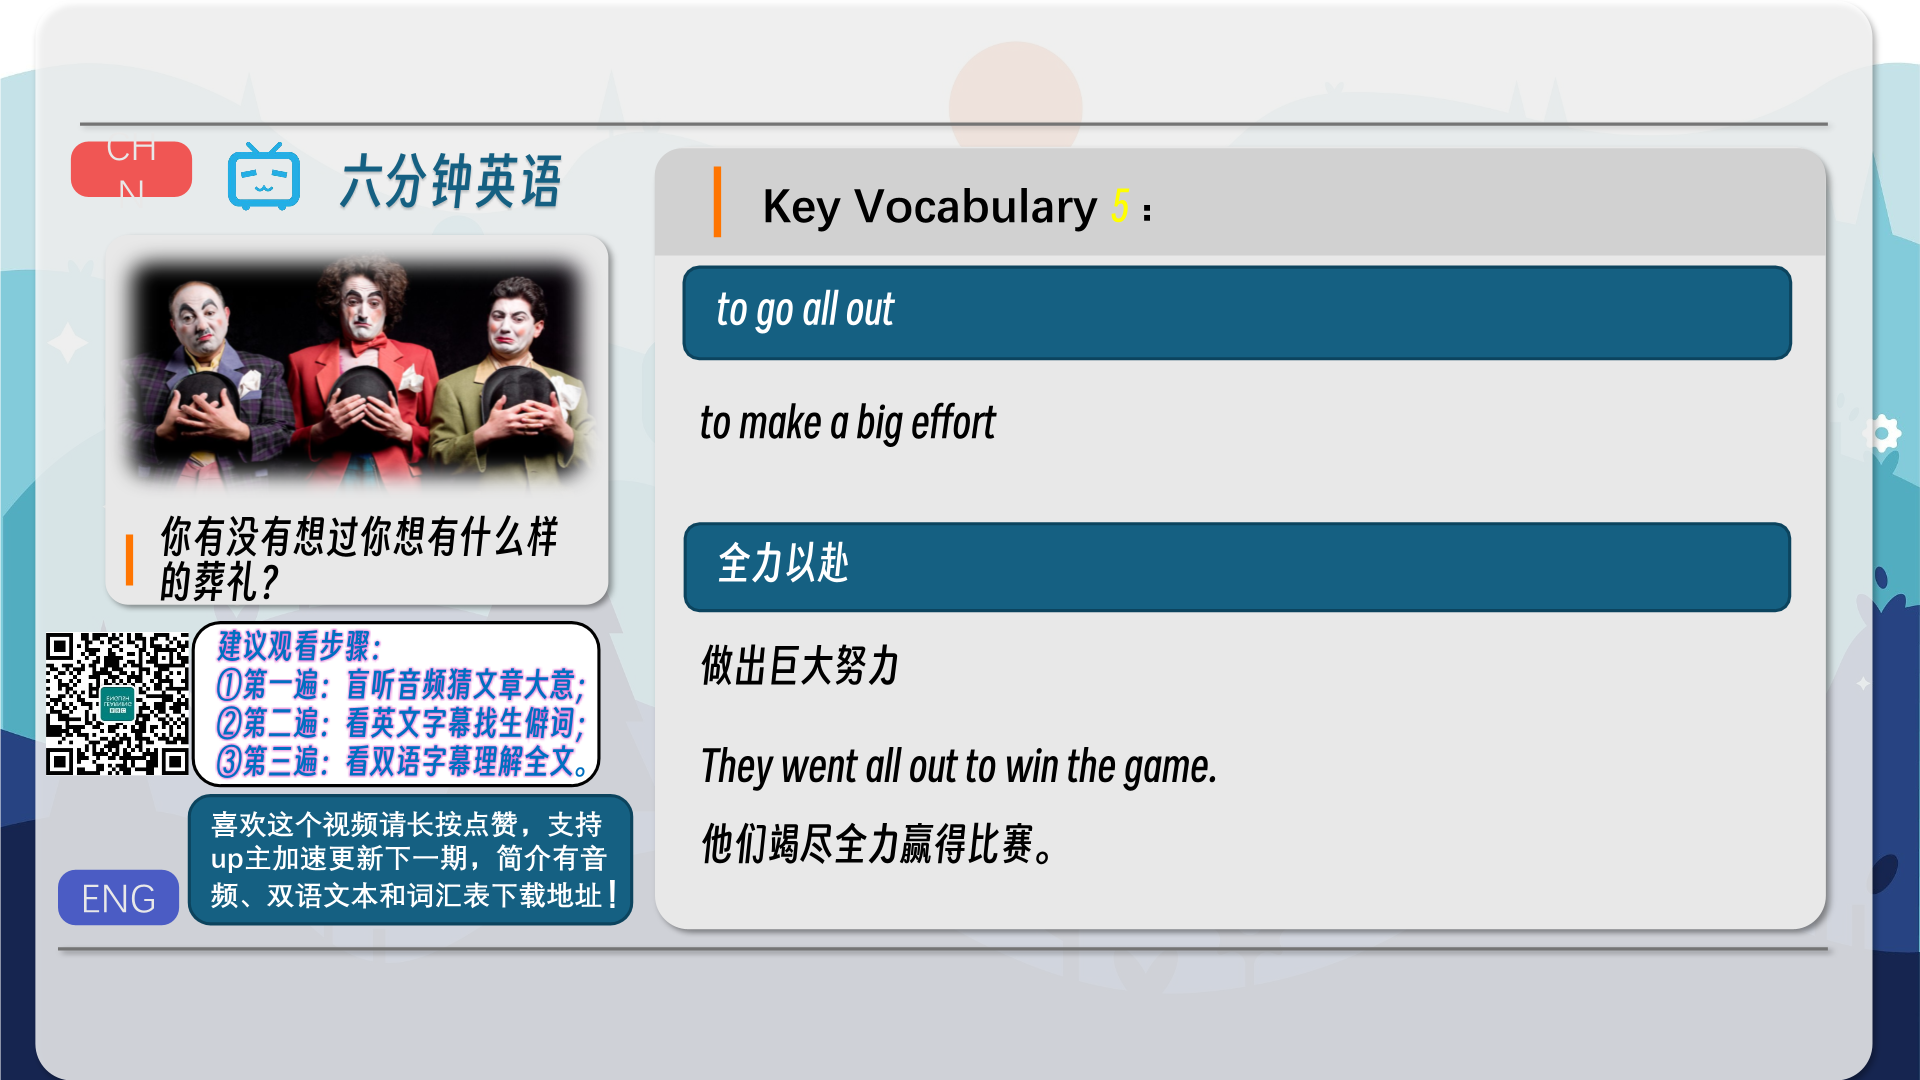 CH
N
六分钟英语
你有没有想过你想有什么样
的葬礼？
建议观看步骤：
①第一遍：盲听音频猜文章大意；
②第二遍：看英文字幕找生僻词；
③第三遍：看双语字幕理解全文。
喜欢这个视频请长按点赞，支持
up主加速更新下一期，简介有音
频、双语文本和词汇表下载地址！
ENG
Key Vocabulary 5：
to go all out
to make a big effort
全力以赴
做出巨大努力
They went all out to win the game.
他们竭尽全力赢得比赛。